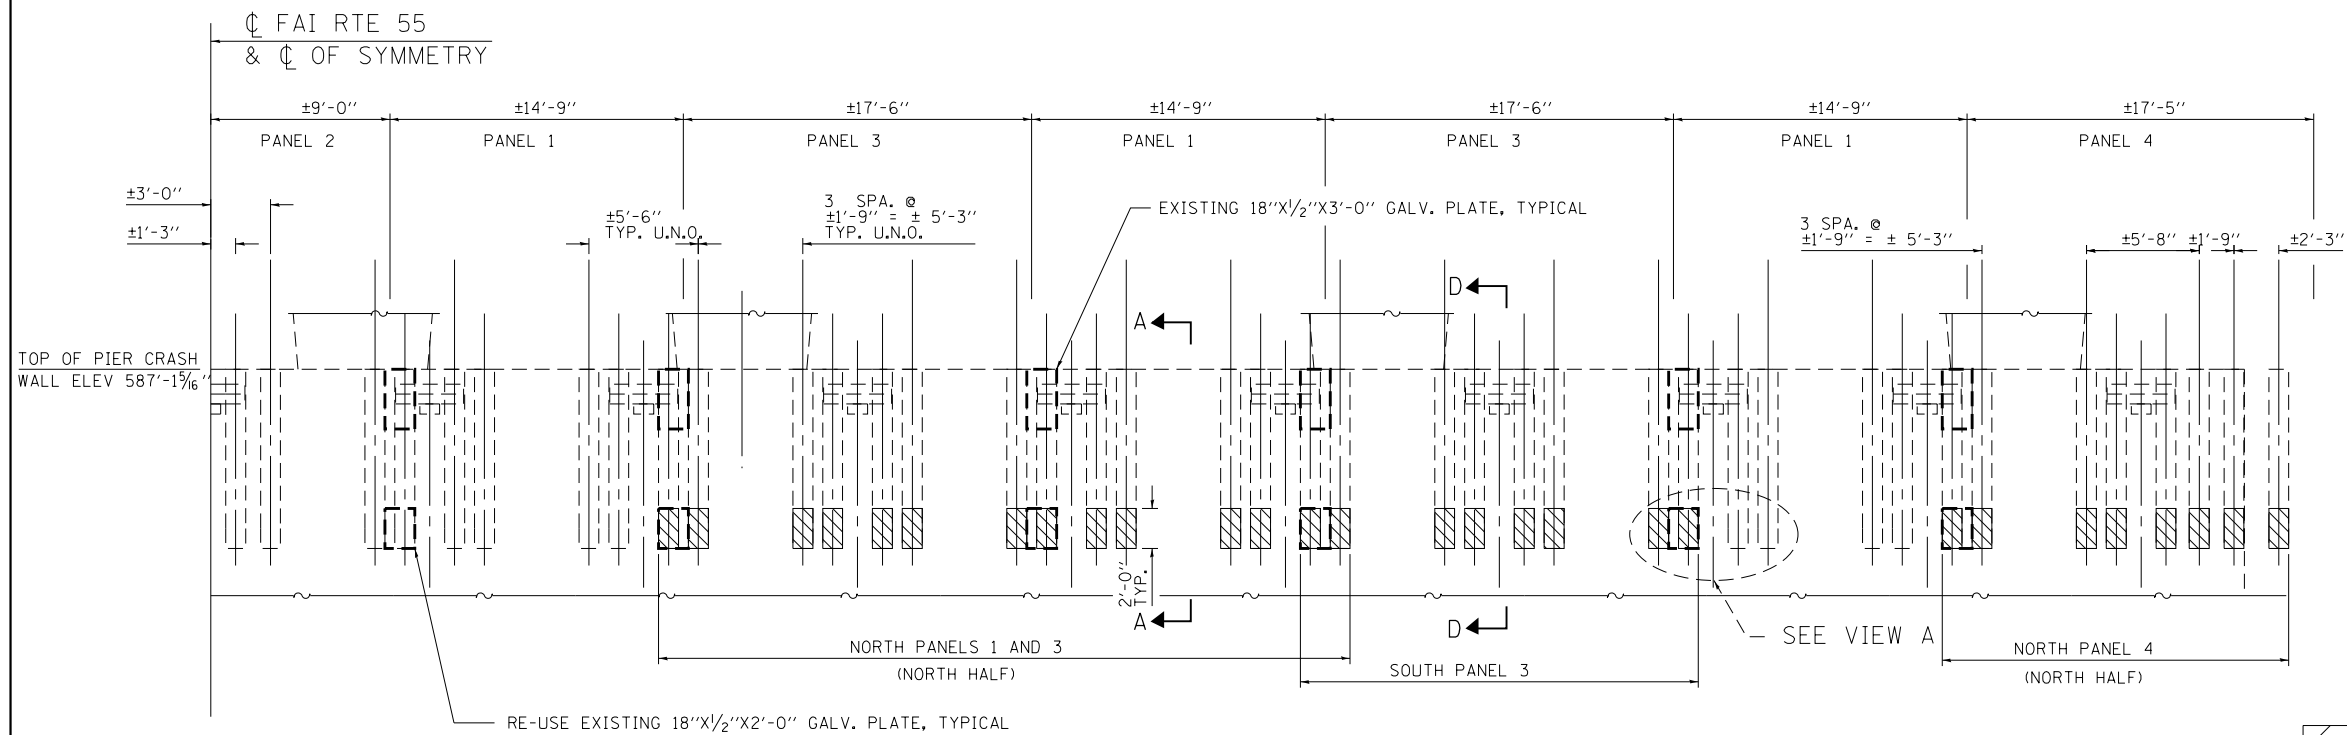 ℄ FAI RTE 55
& ℄ OF SYMMETRY
±9'-0" ±14'-9" ±17'-6" ±14'-9" ±17'-6" ±14'-9" ±17'-5"
PANEL 2 PANEL 1 PANEL 3 PANEL 1 PANEL 3 PANEL 1 PANEL 4
±3'-0"
±1'-3"
±5'-6"
TYP. U.N.O.
3 SPA. @
±1'-9" = ± 5'-3"
TYP. U.N.O.
EXISTING 18"X1/2"X3'-0" GALV. PLATE, TYPICAL
3 SPA. @
±1'-9" = ± 5'-3"
±5'-8" ±1'-9" ±2'-3"
D
A
TOP OF PIER CRASH
WALL ELEV 587'-1 5/16"
2'-0"
TYP.
A
D
SEE VIEW A
NORTH PANELS 1 AND 3
(NORTH HALF)
SOUTH PANEL 3
NORTH PANEL 4
(NORTH HALF)
RE-USE EXISTING 18"X1/2"X2'-0" GALV. PLATE, TYPICAL